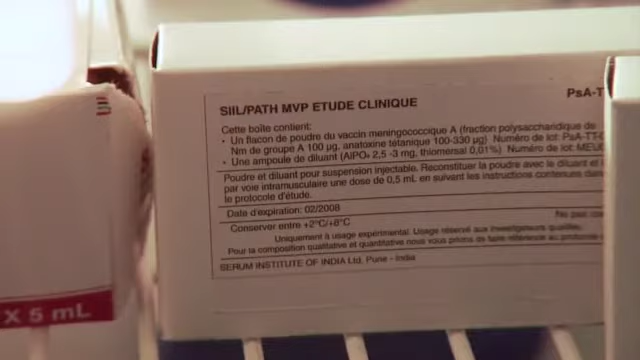 SIIL/PATH MVP ETUDE CLINIQUE
PsA-T
Cette boîte contient:
• Un flacon de poudre du vaccin meningococcique A (fraction polysaccharidique de
Nm de groupe A 100 µg, anatoxine tétanique 100-330 µg) Numéro de lot: PsA-TT-
• Une ampoule de diluant (AlPO₄ 2,5 -3 mg, thiomersal 0,01%) Numéro de lot: MEU
Poudre et diluant pour suspension injectable. Reconstituer la poudre avec le diluant et
par voie intramusculaire une dose de 0,5 mL en suivant les instructions contenues dans
le protocole d'étude.
Date d'expiration: 02/2008
Conserver entre +2°C/+8°C
Ne pas con
Uniquement à usage expérimental. Usage réservé aux investigateurs qualifiés.
Pour la composition qualitative et quantitative nous vous prions de faire référence au protocole
SERUM INSTITUTE OF INDIA Ltd. Pune - India
X 5 mL